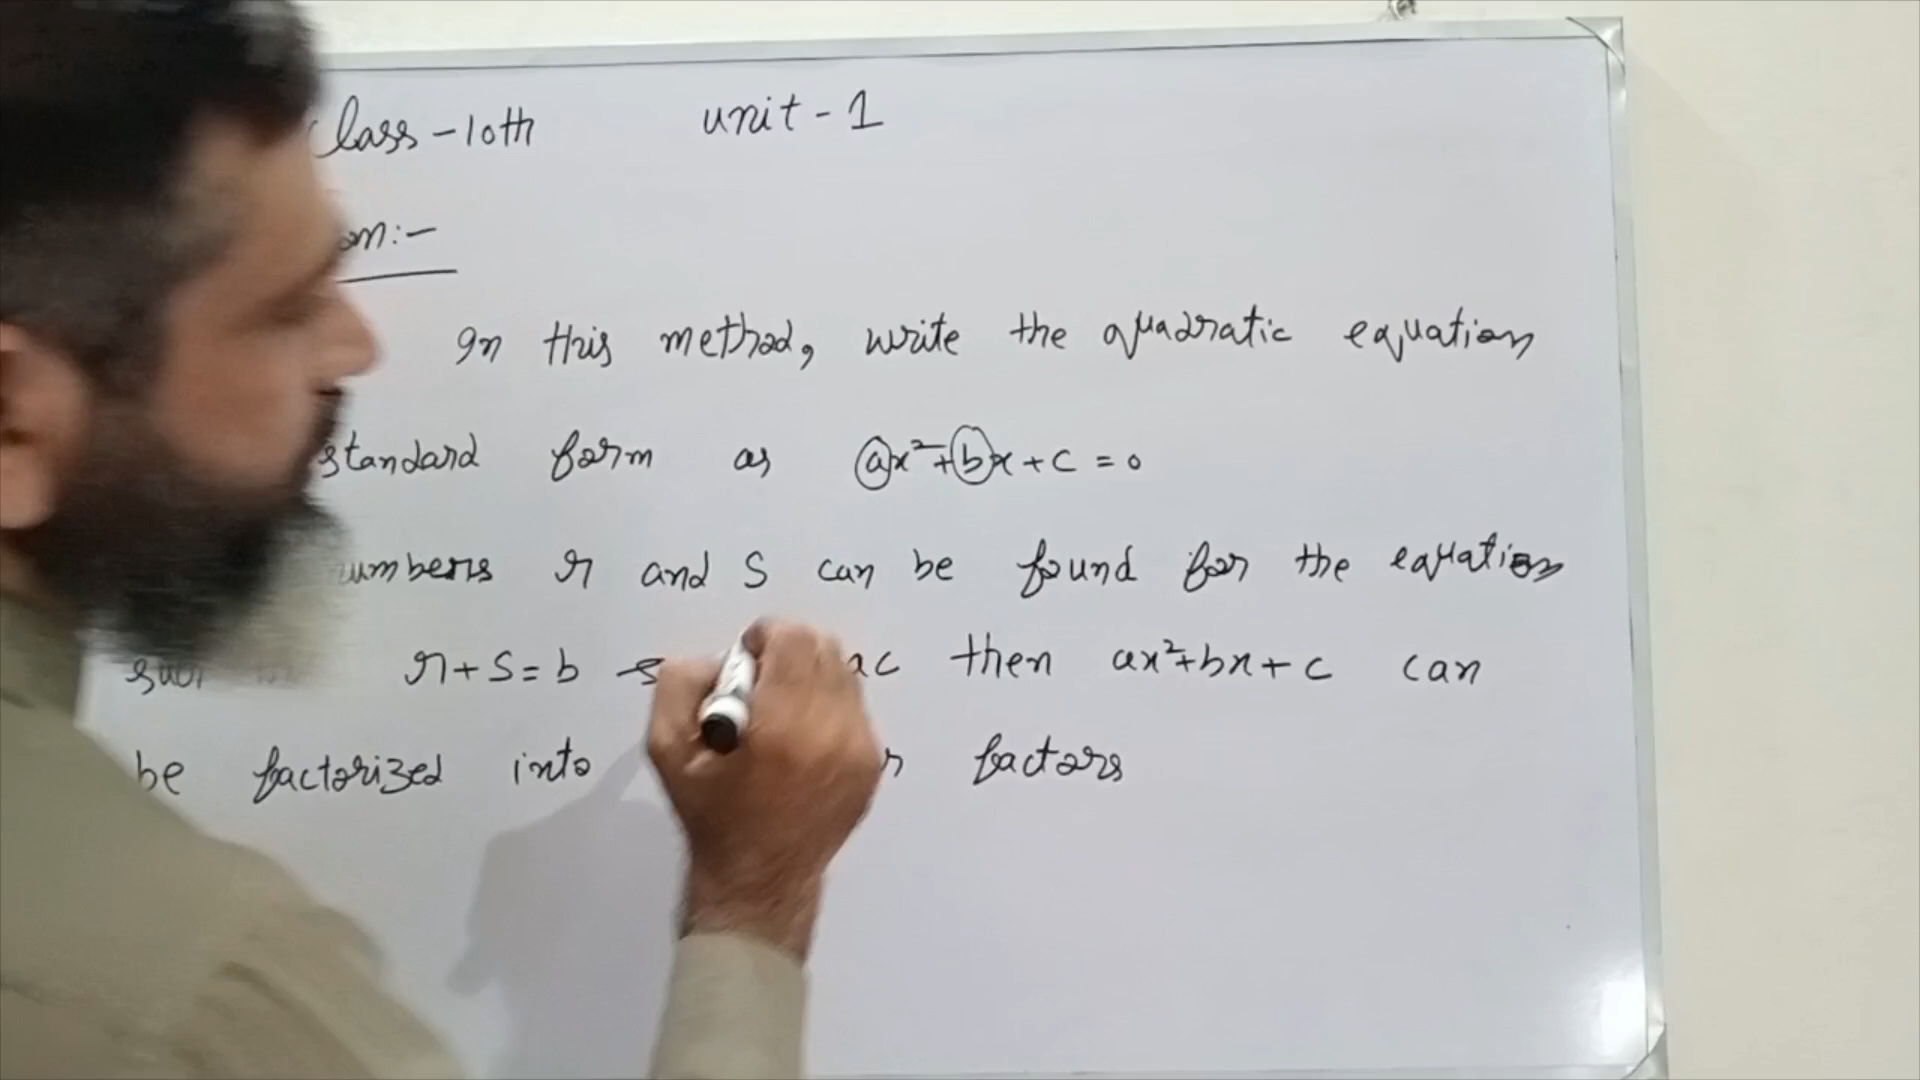 Class - 10th unit - 1
on :-
In this method, write the quadratic equation
standard form as ax²+bx+c=0
numbers r and s can be found for the equation
such r+s=b ac then ax²+bx+c can
be factorized into factors